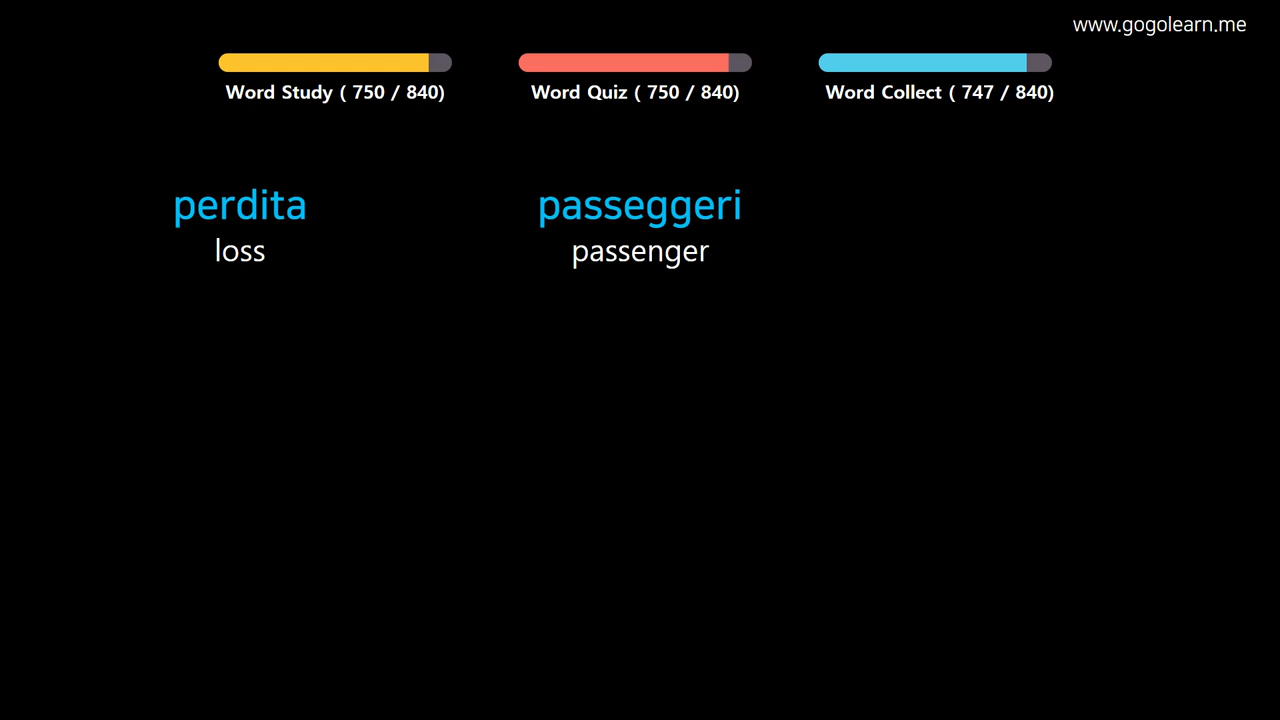 www.gogolearn.me
Word Study ( 750 / 840)
Word Quiz ( 750 / 840)
Word Collect ( 747 / 840)
perdita
loss
passeggeri
passenger